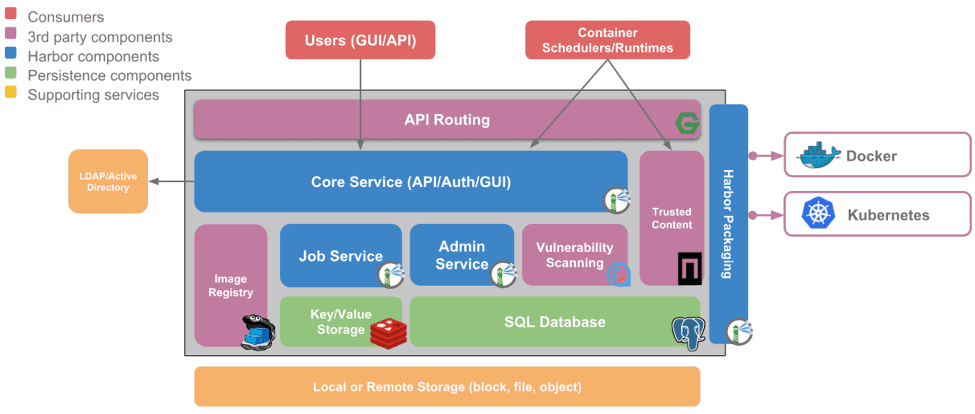 Consumers
3rd party components
Harbor components
Persistence components
Supporting services
Users (GUI/API)
Container
Schedulers/Runtimes
API Routing
LDAP/Active
Directory
Core Service (API/Auth/GUI)
Trusted
Content
Harbor Packaging
Docker
Kubernetes
Image
Registry
Job Service
Admin
Service
Vulnerability
Scanning
Key/Value
Storage
SQL Database
Local or Remote Storage (block, file, object)